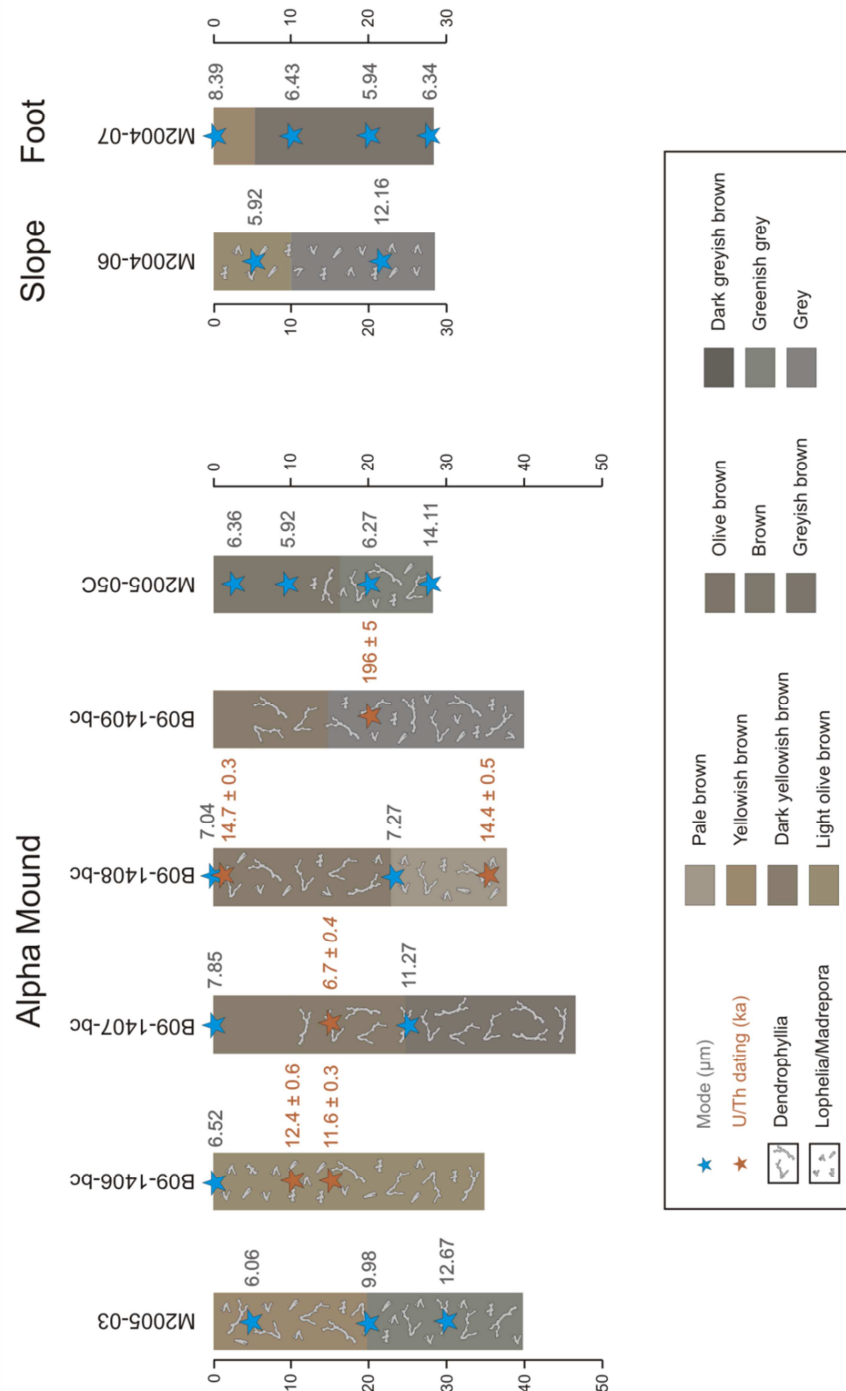 Alpha Mound
Slope
Foot
M2005-03
B09-1406-bc
B09-1407-bc
B09-1408-bc
B09-1409-bc
M2005-05C
M2004-06
M2004-07
0
10
20
30
40
50
6.06
9.98
12.67
6.52
12.4 ± 0.6
11.6 ± 0.3
7.85
6.7 ± 0.4
11.27
7.04
14.7 ± 0.3
7.27
14.4 ± 0.5
196 ± 5
6.36
5.92
6.27
14.11
0
10
20
30
40
50
0
10
20
30
5.92
12.16
8.39
6.43
5.94
6.34
0
10
20
30
Mode (µm)
U/Th dating (ka)
Dendrophyllia
Lophelia/Madrepora
Pale brown
Yellowish brown
Dark yellowish brown
Light olive brown
Olive brown
Brown
Greyish brown
Dark greyish brown
Greenish grey
Grey